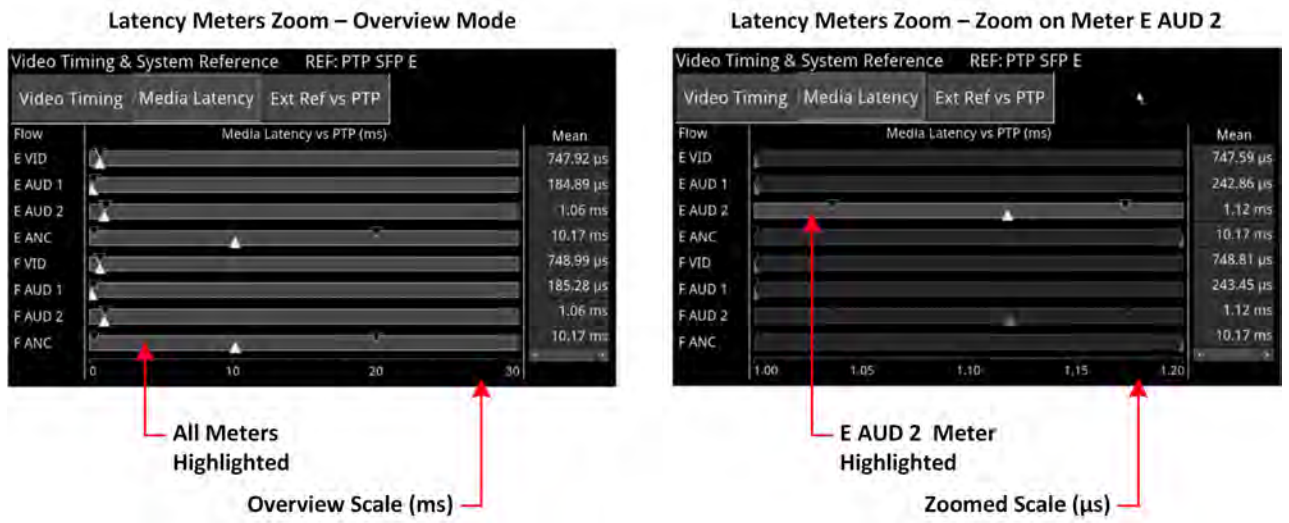 Latency Meters Zoom – Overview Mode
Video Timing & System Reference REF: PTP SFP E
Video Timing Media Latency Ext Ref vs PTP
Flow Media Latency vs PTP (ms) Mean
E VID 747.92 µs
E AUD 1 184.89 µs
E AUD 2 1.06 ms
E ANC 10.17 ms
F VID 748.99 µs
F AUD 1 185.28 µs
F AUD 2 1.06 ms
F ANC 10.17 ms
0 10 20 30
All Meters
Highlighted
Overview Scale (ms)
Latency Meters Zoom – Zoom on Meter E AUD 2
Video Timing & System Reference REF: PTP SFP E
Video Timing Media Latency Ext Ref vs PTP
Flow Media Latency vs PTP (ms) Mean
E VID 747.59 µs
E AUD 1 242.86 µs
E AUD 2 1.12 ms
E ANC 10.17 ms
F VID 748.81 µs
F AUD 1 243.45 µs
F AUD 2 1.12 ms
F ANC 10.17 ms
1.00 1.05 1.10 1.15 1.20
E AUD 2 Meter
Highlighted
Zoomed Scale (µs)